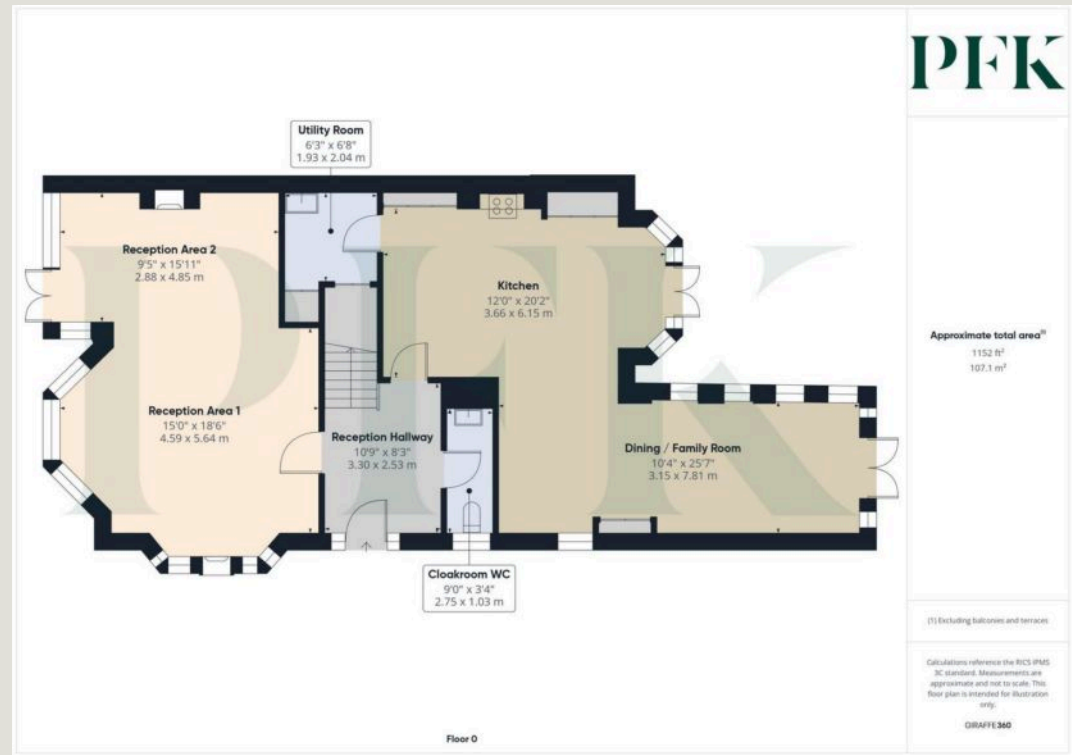 PFK
Utility Room
6'3" x 6'8"
1.93 x 2.04 m
Reception Area 2
9'5" x 15'11"
2.88 x 4.85 m
Kitchen
12'0" x 20'2"
3.66 x 6.15 m
Approximate total area⁽¹⁾
1152 ft²
107.1 m²
Reception Area 1
15'0" x 18'6"
4.59 x 5.64 m
Reception Hallway
10'9" x 8'3"
3.30 x 2.53 m
Dining / Family Room
10'4" x 25'7"
3.15 x 7.81 m
Cloakroom WC
9'0" x 3'4"
2.75 x 1.03 m
(1) Excluding balconies and terraces
Calculations reference the RICS IPMS
3C standard. Measurements are
approximate and not to scale. This
floor plan is intended for illustration
only.
GIRAFFE360
Floor 0
PFK